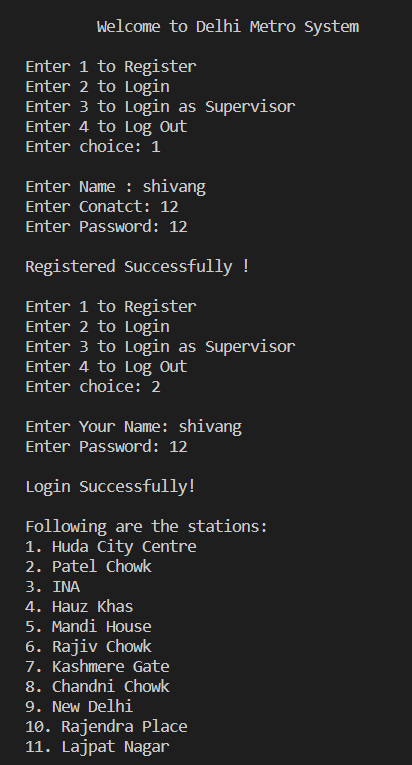 Welcome to Delhi Metro System
Enter 1 to Register
Enter 2 to Login
Enter 3 to Login as Supervisor
Enter 4 to Log Out
Enter choice: 1
Enter Name : shivang
Enter Conatct: 12
Enter Password: 12
Registered Successfully !
Enter 1 to Register
Enter 2 to Login
Enter 3 to Login as Supervisor
Enter 4 to Log Out
Enter choice: 2
Enter Your Name: shivang
Enter Password: 12
Login Successfully!
Following are the stations:
1. Huda City Centre
2. Patel Chowk
3. INA
4. Hauz Khas
5. Mandi House
6. Rajiv Chowk
7. Kashmere Gate
8. Chandni Chowk
9. New Delhi
10. Rajendra Place
11. Lajpat Nagar